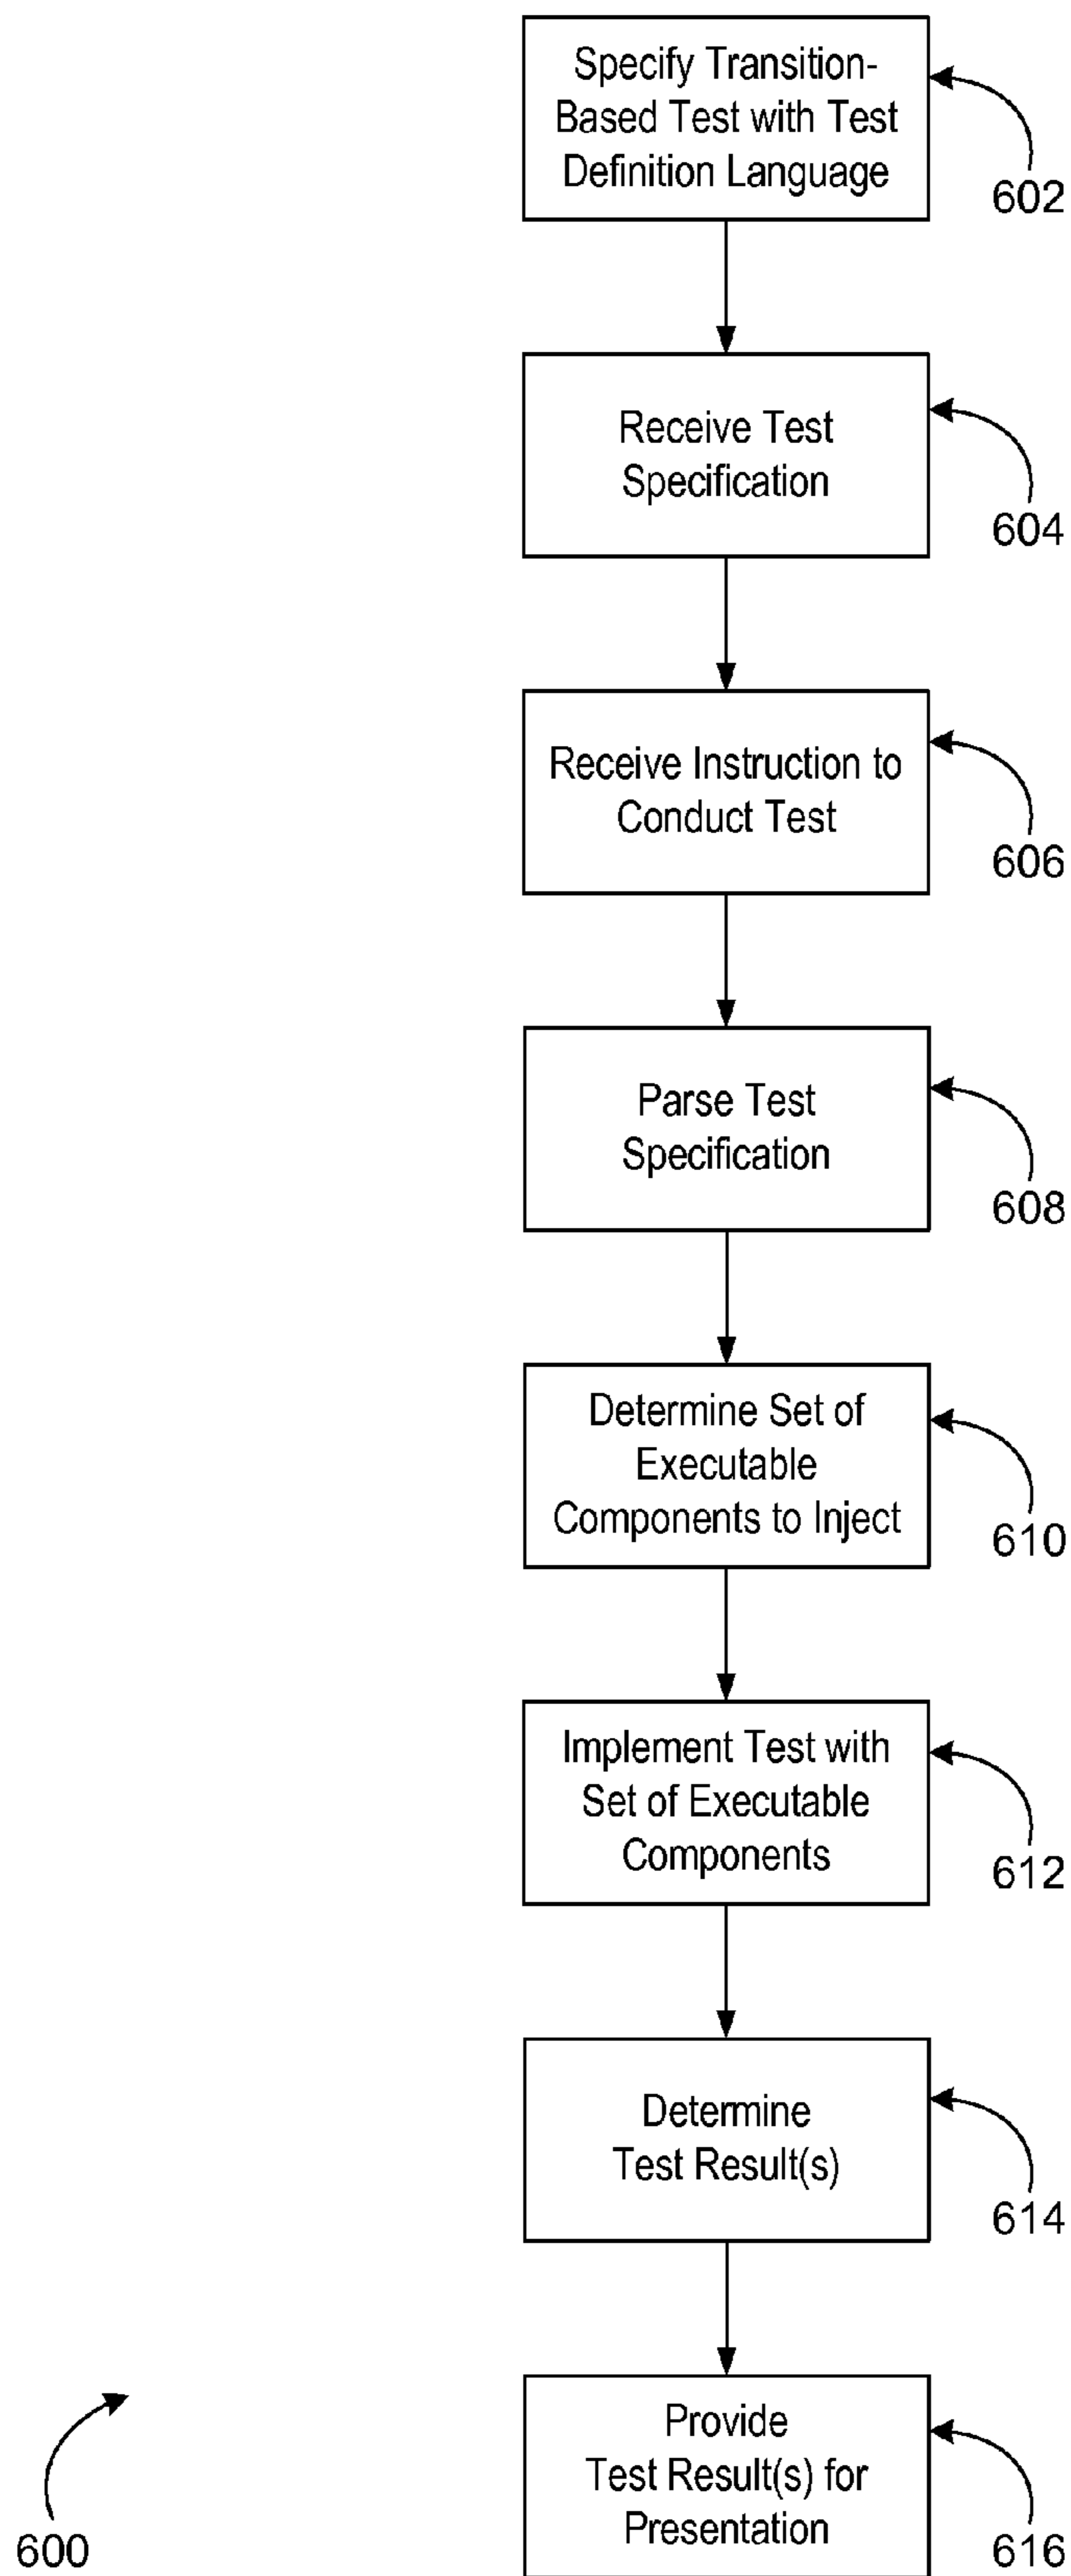 Specify Transition-
Based Test with Test
Definition Language
602
Receive Test
Specification
604
Receive Instruction to
Conduct Test
606
Parse Test
Specification
608
Determine Set of
Executable
Components to Inject
610
Implement Test with
Set of Executable
Components
612
Determine
Test Result(s)
614
Provide
Test Result(s) for
Presentation
616
600